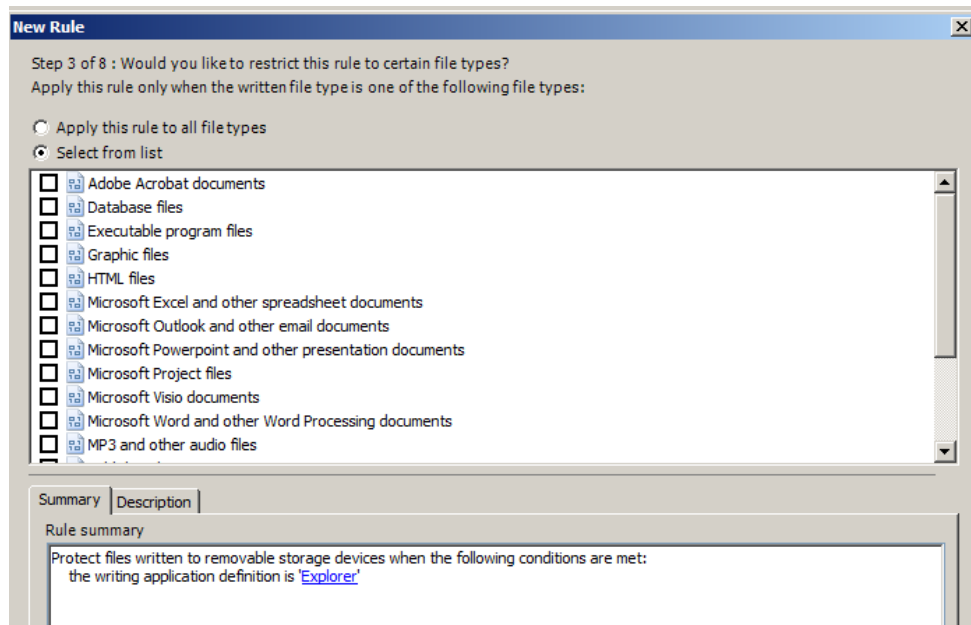 New Rule
Step 3 of 8 : Would you like to restrict this rule to certain file types?
Apply this rule only when the written file type is one of the following file types:
Apply this rule to all file types
Select from list
Adobe Acrobat documents
Database files
Executable program files
Graphic files
HTML files
Microsoft Excel and other spreadsheet documents
Microsoft Outlook and other email documents
Microsoft Powerpoint and other presentation documents
Microsoft Project files
Microsoft Visio documents
Microsoft Word and other Word Processing documents
MP3 and other audio files
Summary Description
Rule summary
Protect files written to removable storage devices when the following conditions are met:
the writing application definition is 'Explorer'